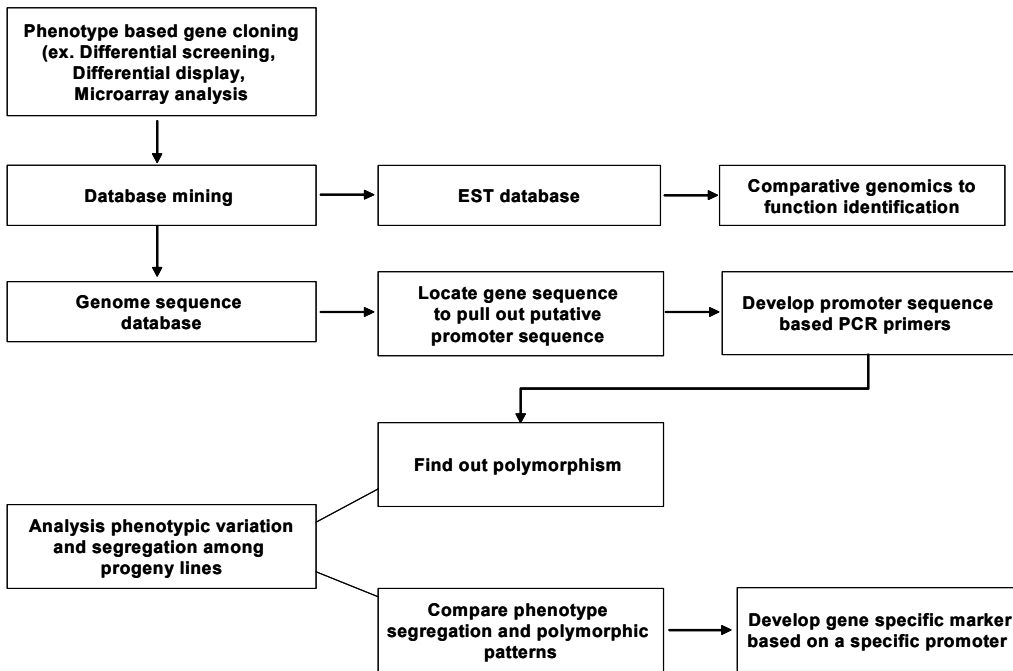 Phenotype based gene cloning
(ex. Differential screening,
Differential display,
Microarray analysis
Database mining
EST database
Comparative genomics to
function identification
Genome sequence
database
Locate gene sequence
to pull out putative
promoter sequence
Develop promoter sequence
based PCR primers
Find out polymorphism
Analysis phenotypic variation
and segregation among
progeny lines
Compare phenotype
segregation and polymorphic
patterns
Develop gene specific marker
based on a specific promoter